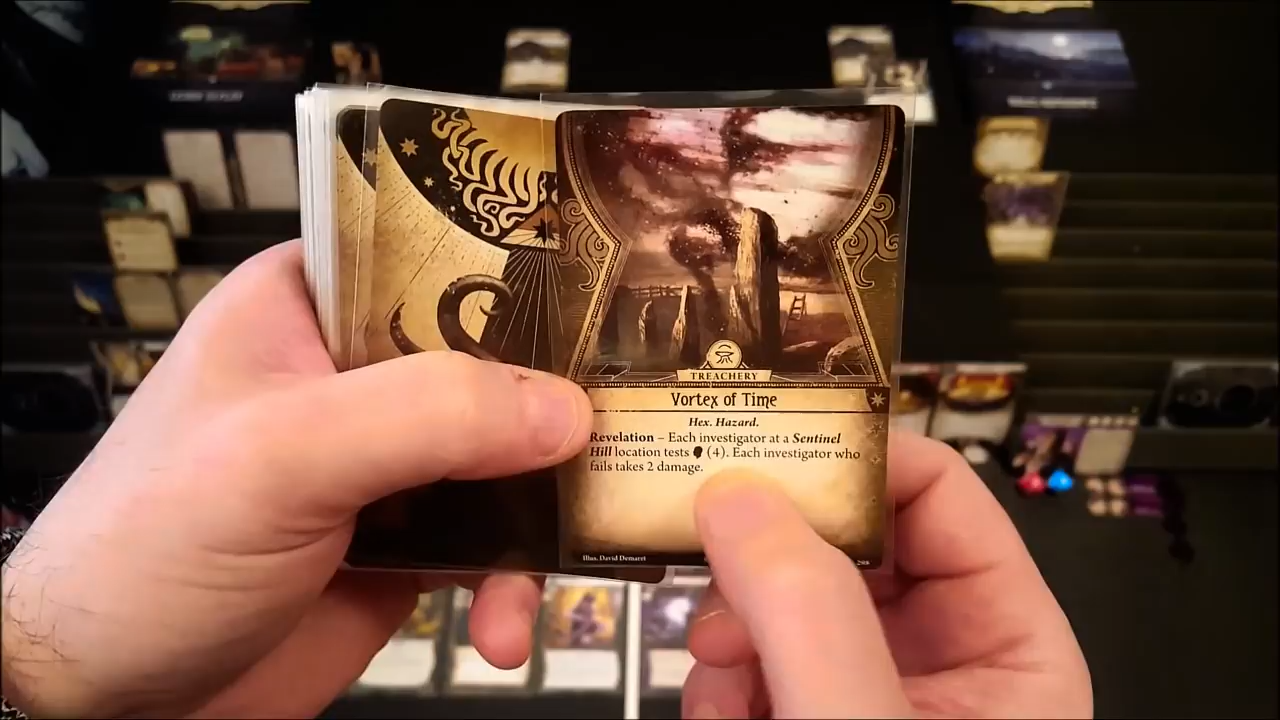 TREACHERY
Vortex of Time
Hex. Hazard.
Revelation – Each investigator at a Sentinel
Hill location tests (4). Each investigator who
fails takes 2 damage.
Illus. David Demaret